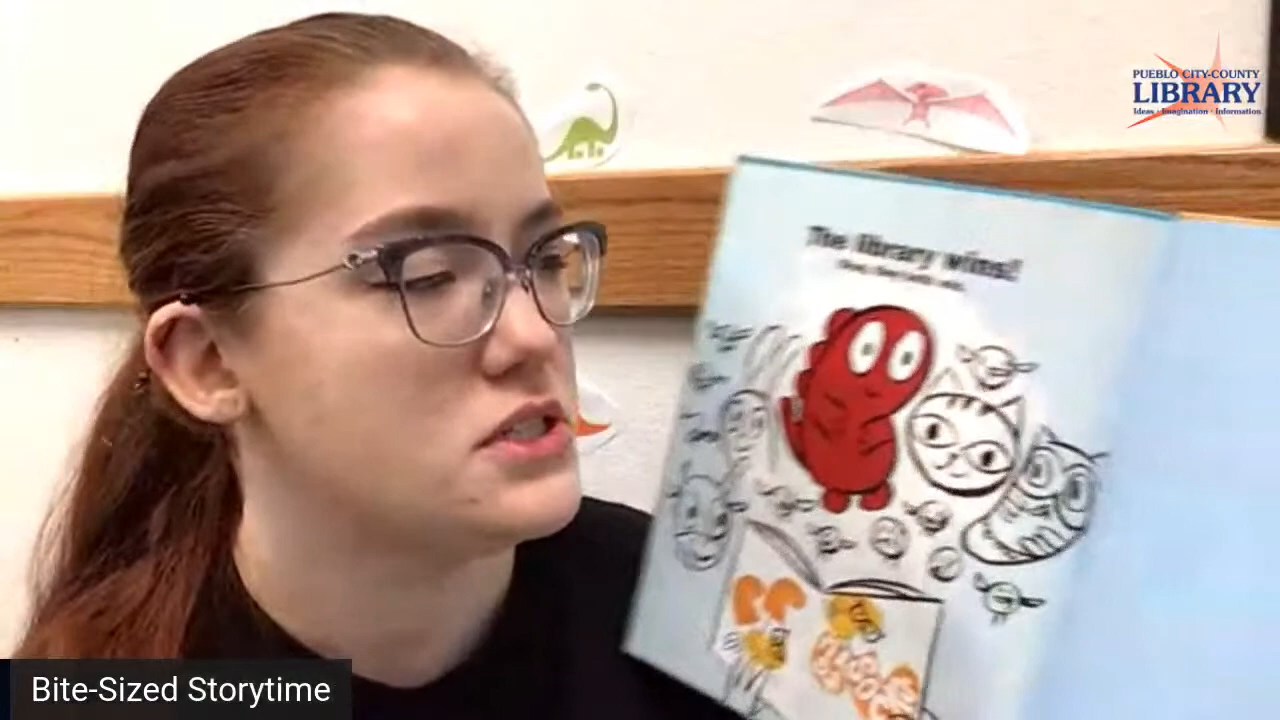 PUEBLO CITY-COUNTY
LIBRARY
Ideas • Imagination • Information
The library wins!
Bite-Sized Storytime